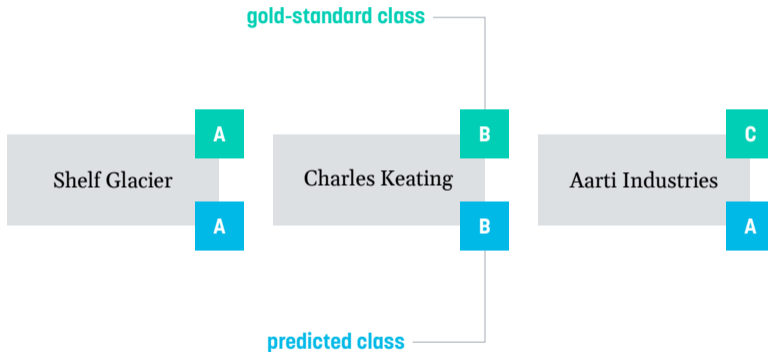 gold-standard class
A
B
C
Shelf Glacier
Charles Keating
Aarti Industries
A
B
A
predicted class